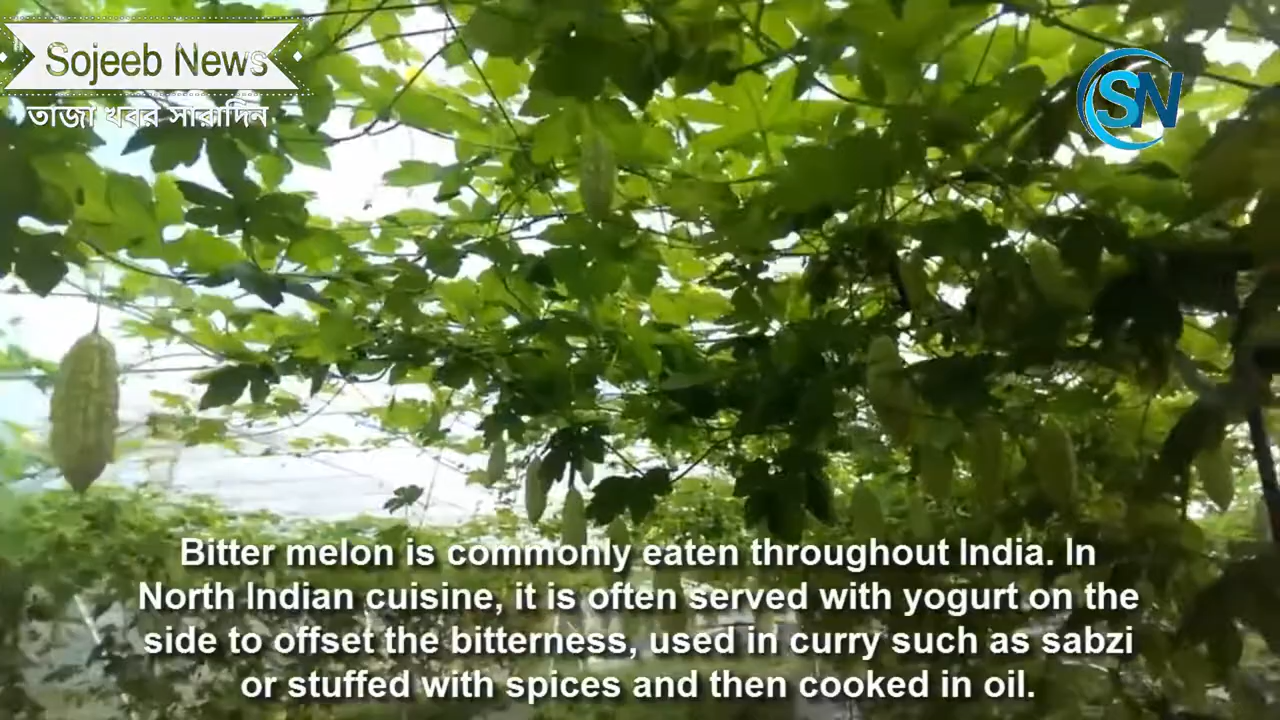 Sojeeb News
তাজা খবর সারাদিন
SN
Bitter melon is commonly eaten throughout India. In
North Indian cuisine, it is often served with yogurt on the
side to offset the bitterness, used in curry such as sabzi
or stuffed with spices and then cooked in oil.